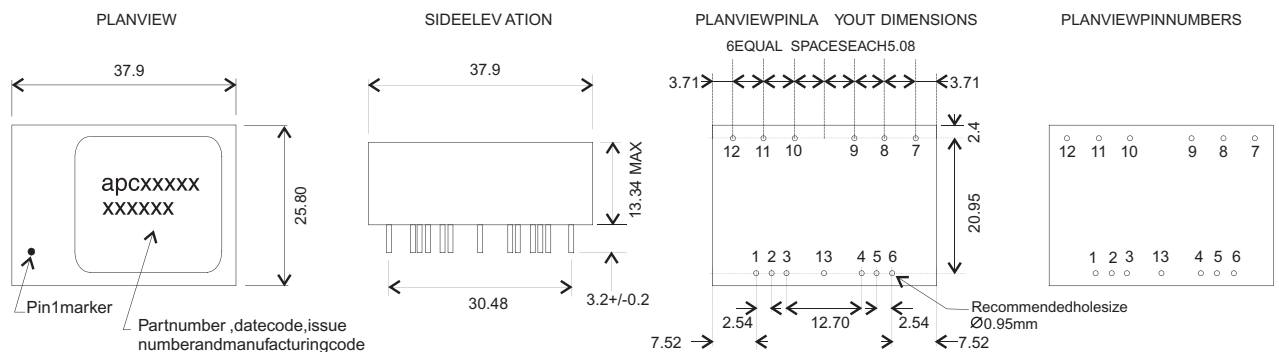 PLANVIEW
SIDEELEV ATION
PLANVIEWPINLA YOUT DIMENSIONS
PLANVIEWPINNUMBERS
6EQUAL SPACESEACH5.08
37.9
37.9
3.71
3.71
2.4
12 11 10 9 8 7
12 11 10 9 8 7
apcxxxxx
xxxxxx
25.80
13.34 MAX
20.95
1 2 3 13 4 5 6
1 2 3 13 4 5 6
Pin1marker
30.48
3.2+/-0.2
Recommendedholesize
Ø0.95mm
Partnumber ,datecode,issue
numberandmanufacturingcode
2.54 12.70 2.54
7.52 7.52